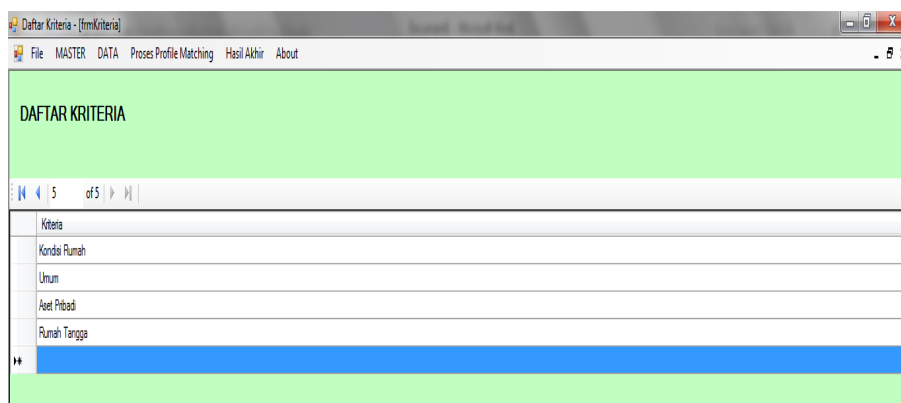 Daftar Kriteria - [frmKriteria]
File MASTER DATA Proses Profile Matching Hasil Akhir About
DAFTAR KRITERIA
5 of 5
Kriteria
Kondisi Rumah
Umum
Aset Pribadi
Rumah Tangga